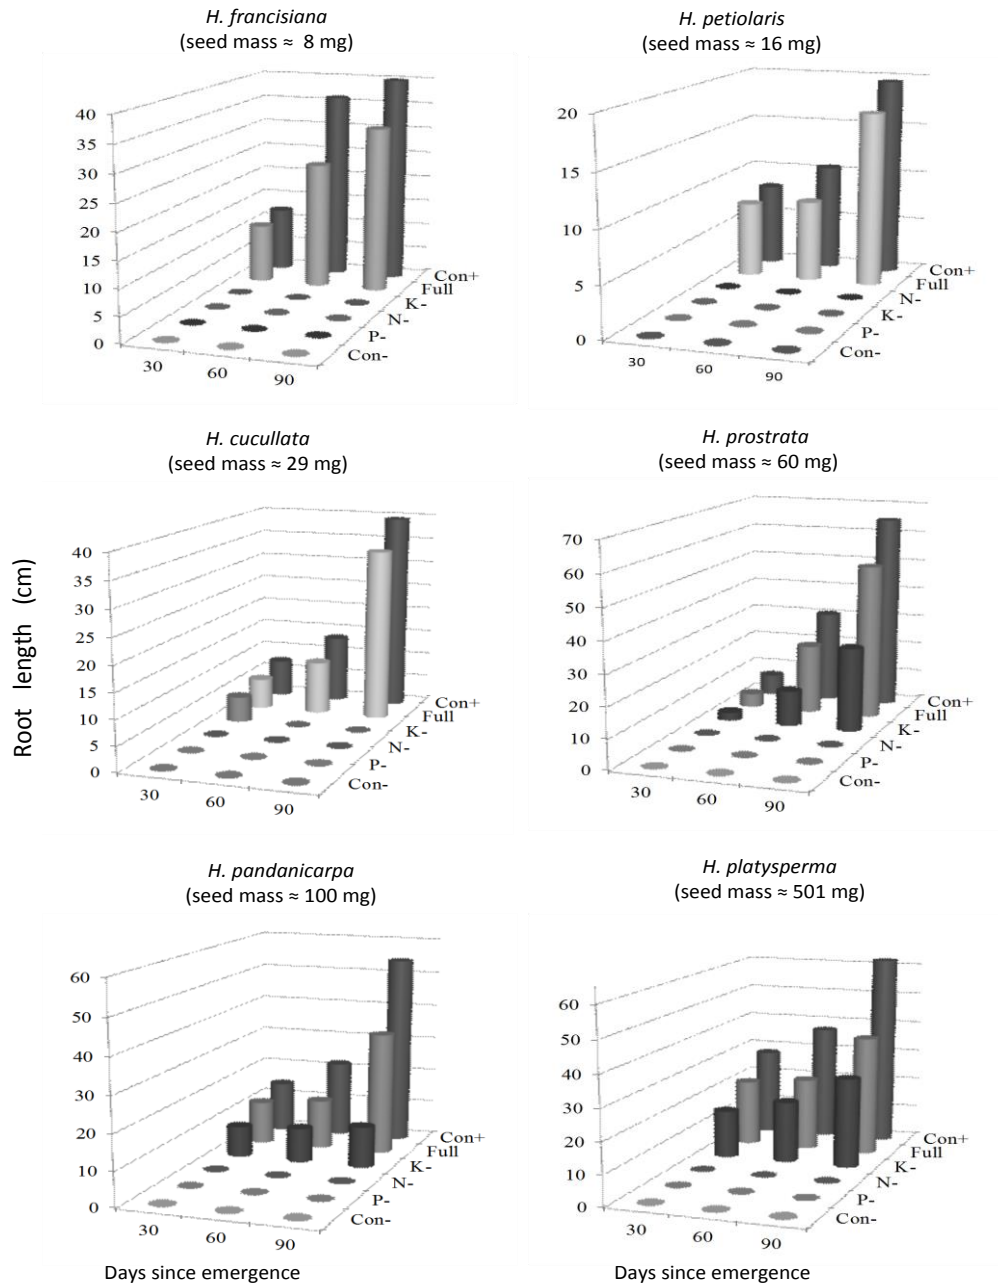 H. francisiana
(seed mass ≈ 8 mg)
40
35
30
25
20
15
10
5
0
30
60
90
Con+
Full
K-
N-
P-
Con-
H. petiolaris
(seed mass ≈ 16 mg)
20
15
10
5
0
30
60
90
Con+
Full
N-
K-
P-
Con-
H. cucullata
(seed mass ≈ 29 mg)
40
35
30
25
20
15
10
5
0
30
60
90
Con+
Full
K-
N-
P-
Con-
H. prostrata
(seed mass ≈ 60 mg)
70
60
50
40
30
20
10
0
30
60
90
Con+
Full
K-
N-
P-
Con-
Root length (cm)
H. pandanicarpa
(seed mass ≈ 100 mg)
60
50
40
30
20
10
0
30
60
90
Con+
Full
K-
N-
P-
Con-
Days since emergence
H. platysperma
(seed mass ≈ 501 mg)
60
50
40
30
20
10
0
30
60
90
Con+
Full
K-
N-
P-
Con-
Days since emergence